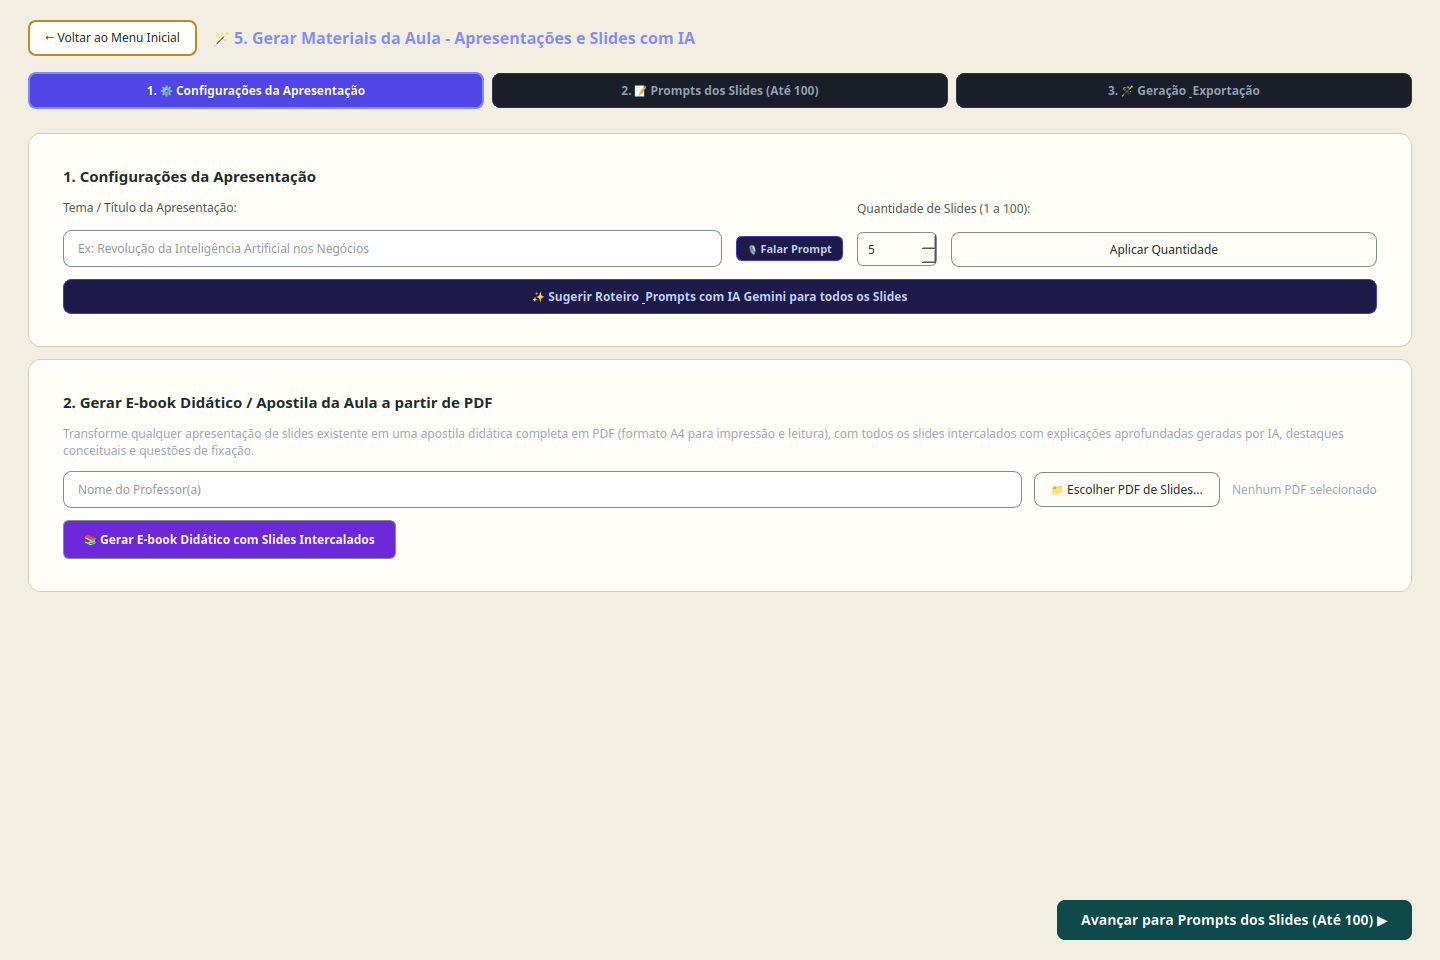 ← Voltar ao Menu Inicial
🪄 5. Gerar Materiais da Aula - Apresentações e Slides com IA
1. ⚙️ Configurações da Apresentação
2. 📝 Prompts dos Slides (Até 100)
3. 🪄 Geração _Exportação
1. Configurações da Apresentação
Tema / Título da Apresentação:
Quantidade de Slides (1 a 100):
Ex: Revolução da Inteligência Artificial nos Negócios
🎙️ Falar Prompt
5
Aplicar Quantidade
✨ Sugerir Roteiro _Prompts com IA Gemini para todos os Slides
2. Gerar E-book Didático / Apostila da Aula a partir de PDF
Transforme qualquer apresentação de slides existente em uma apostila didática completa em PDF (formato A4 para impressão e leitura), com todos os slides intercalados com explicações aprofundadas geradas por IA, destaques
conceituais e questões de fixação.
Nome do Professor(a)
📁 Escolher PDF de Slides...
Nenhum PDF selecionado
📚 Gerar E-book Didático com Slides Intercalados
Avançar para Prompts dos Slides (Até 100) ▶